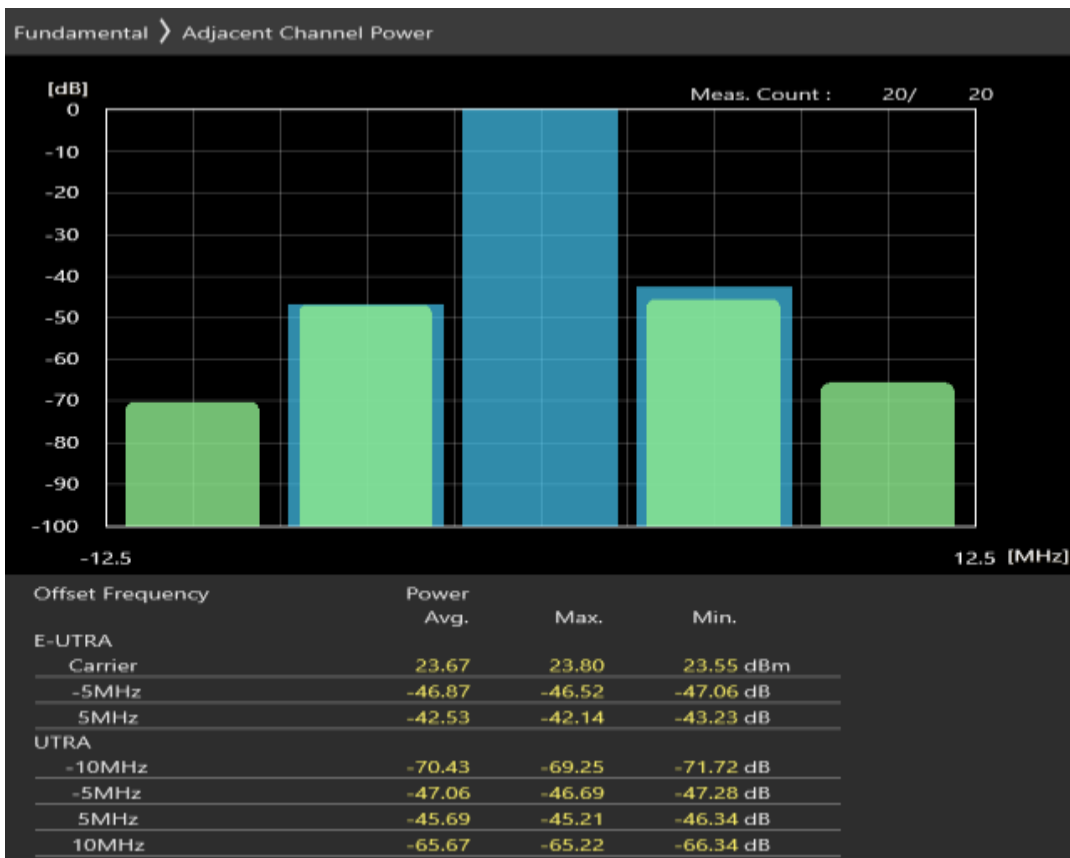 Fundamental 〉 Adjacent Channel Power
[dB]
Meas. Count : 20/ 20
0
-10
-20
-30
-40
-50
-60
-70
-80
-90
-100
-12.5 12.5 [MHz]
Offset Frequency Power
Avg. Max. Min.
E-UTRA
Carrier 23.67 23.80 23.55 dBm
-5MHz -46.87 -46.52 -47.06 dB
5MHz -42.53 -42.14 -43.23 dB
UTRA
-10MHz -70.43 -69.25 -71.72 dB
-5MHz -47.06 -46.69 -47.28 dB
5MHz -45.69 -45.21 -46.34 dB
10MHz -65.67 -65.22 -66.34 dB